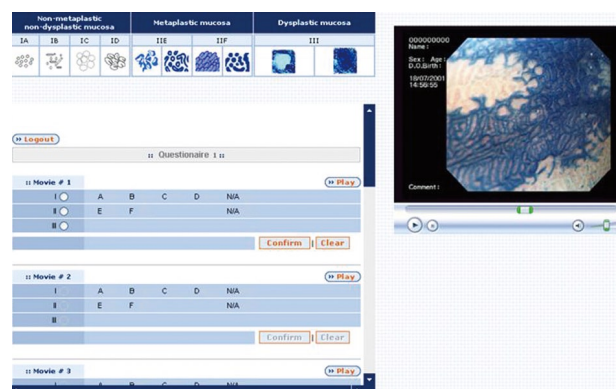 Non-metaplastic
non-dysplastic mucosa
Metaplastic mucosa
Dysplastic mucosa
IA IB IC ID IIE IIF III
Logout
:: Questionaire 1 ::
:: Movie # 1
Play
I A B C D N/A
II E F N/A
II
Confirm | Clear
:: Movie # 2
Play
I A B C D N/A
II E F N/A
II
Confirm | Clear
:: Movie # 3
Play
I A B C D N/A
000000000
Name :
Sex : Age :
D.O.Birth :
18/07/2001
14:56:55
Comment :